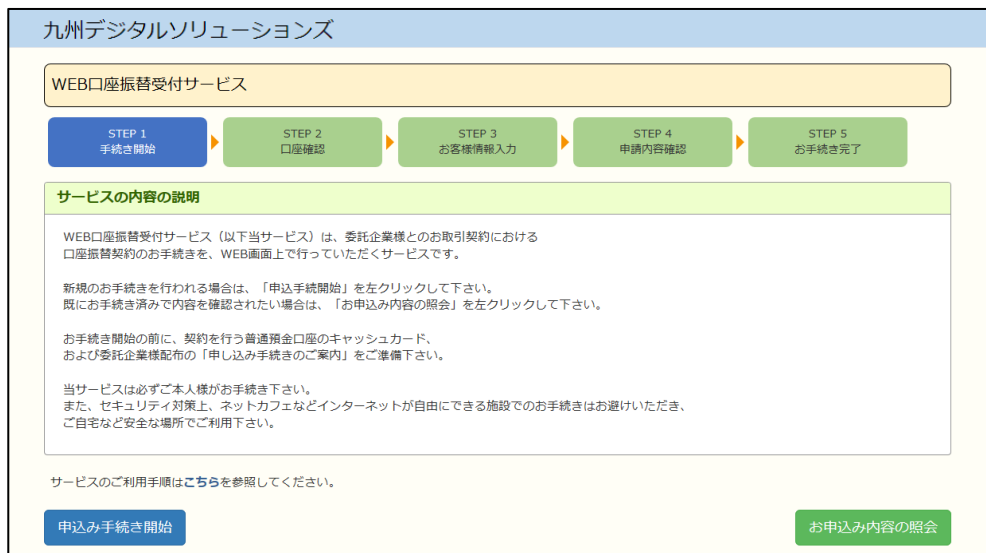 九州デジタルソリューションズ
WEB口座振替受付サービス
STEP 1
手続き開始
STEP 2
口座確認
STEP 3
お客様情報入力
STEP 4
申請内容確認
STEP 5
お手続き完了
サービスの内容の説明
WEB口座振替受付サービス（以下当サービス）は、委託企業様とのお取引契約における
口座振替契約のお手続きを、WEB画面上で行っていただくサービスです。
新規のお手続きを行われる場合は、「申込手続開始」を左クリックして下さい。
既にお手続き済みで内容を確認されたい場合は、「お申込み内容の照会」を左クリックして下さい。
お手続き開始の前に、契約を行う普通預金口座のキャッシュカード、
および委託企業様配布の「申し込み手続きのご案内」をご準備下さい。
当サービスは必ずご本人様がお手続き下さい。
また、セキュリティ対策上、ネットカフェなどインターネットが自由にできる施設でのお手続きはお避けいただき、
ご自宅など安全な場所でご利用下さい。
サービスのご利用手順はこちらを参照してください。
申込み手続き開始
お申込み内容の照会